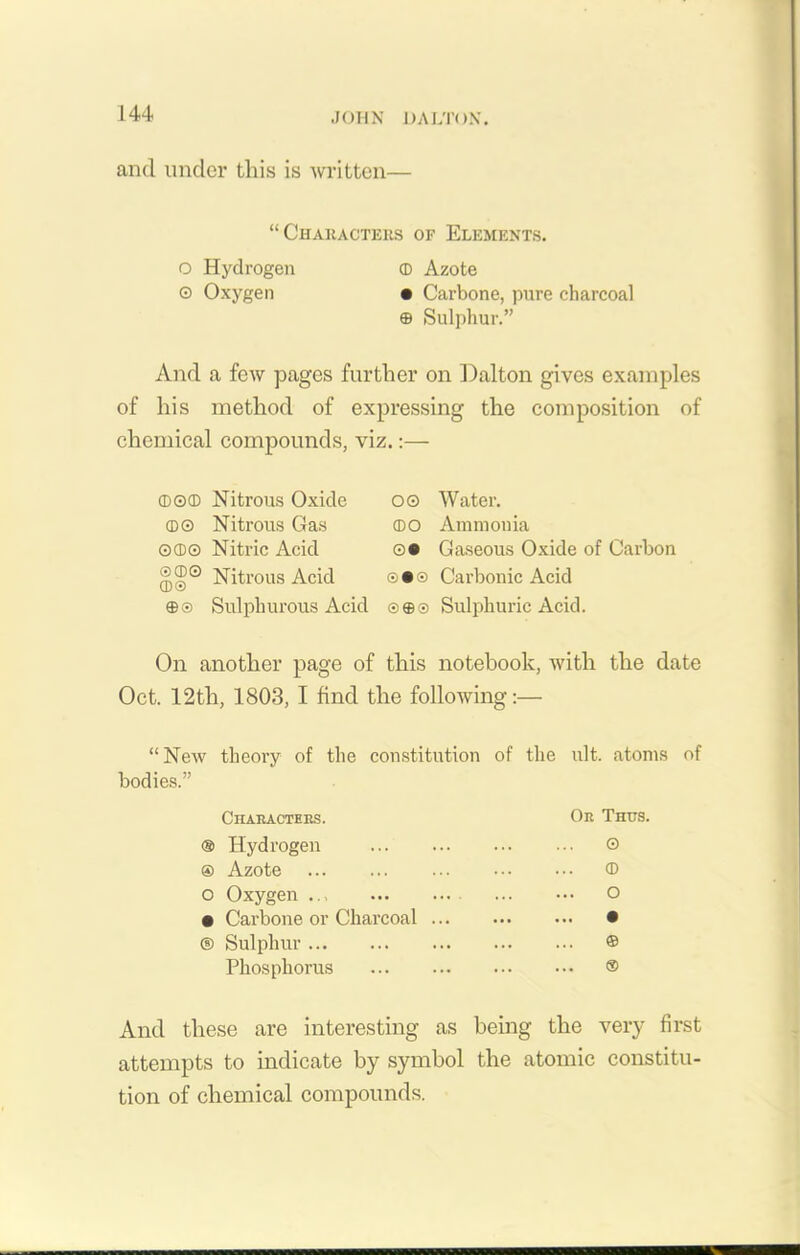 144 JOHN DALTON.
and under this is written—
“CHARACTERS OF ELEMENTS.
○ Hydrogen ⦶ Azote
⊙ Oxygen ● Carbone, pure charcoal
⊕ Sulphur.”
And a few pages further on Dalton gives examples
of his method of expressing the composition of
chemical compounds, viz.:—
⦶⊙⦶ Nitrous Oxide ○⊙ Water.
⦶⊙ Nitrous Gas ⦶○ Ammonia
⊙⦶⊙ Nitric Acid ⊙● Gaseous Oxide of Carbon
⊙⦶⊙
⦶⊙ Nitrous Acid ⊙●⊙ Carbonic Acid
⊕⊙ Sulphurous Acid ⊙⊕⊙ Sulphuric Acid.
On another page of this notebook, with the date
Oct. 12th, 1803, I find the following:—
“New theory of the constitution of the ult. atoms of
bodies.”
CHARACTERS. OR THUS.
Ⓗ Hydrogen ... ... ... ... ⊙
ⓐ Azote ... ... ... ... ... ⦶
○ Oxygen ... ... ... ... ... ○
● Carbone or Charcoal ... ... ... ●
Ⓢ Sulphur ... ... ... ... ... ⊕
Phosphorus ... ... ... ...
And these are interesting as being the very first
attempts to indicate by symbol the atomic constitu-
tion of chemical compounds.